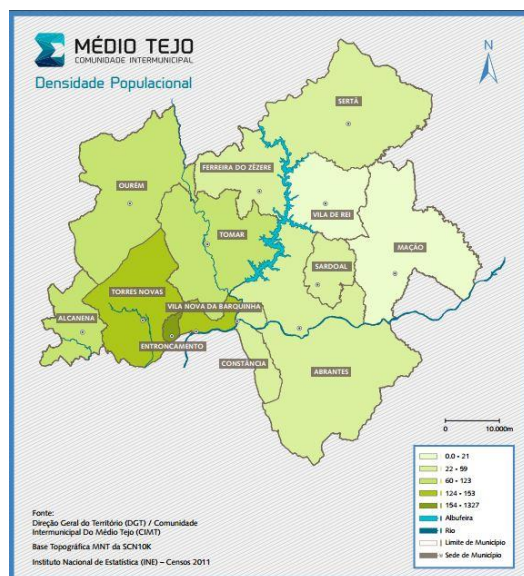 MÉDIO TEJO
COMUNIDADE INTERMUNICIPAL
Densidade Populacional
N
SERTÃ
FERREIRA DO ZÊZERE
OURÉM
VILA DE REI
TOMAR
MAÇÃO
SARDOAL
TORRES NOVAS
VILA NOVA DA BARQUINHA
ALCANENA
ENTRONCAMENTO
CONSTÂNCIA
ABRANTES
0 10.000m
0.0 • 21
22 • 59
60 • 123
124 • 153
154 • 1327
Albufeira
Rio
Limite de Município
Sede de Município
Fonte:
Direção Geral do Território (DGT) / Comunidade
Intermunicipal Do Médio Tejo (CIMT)
Base Topográfica MNT da SCN10K
Instituto Nacional de Estatística (INE) – Censos 2011